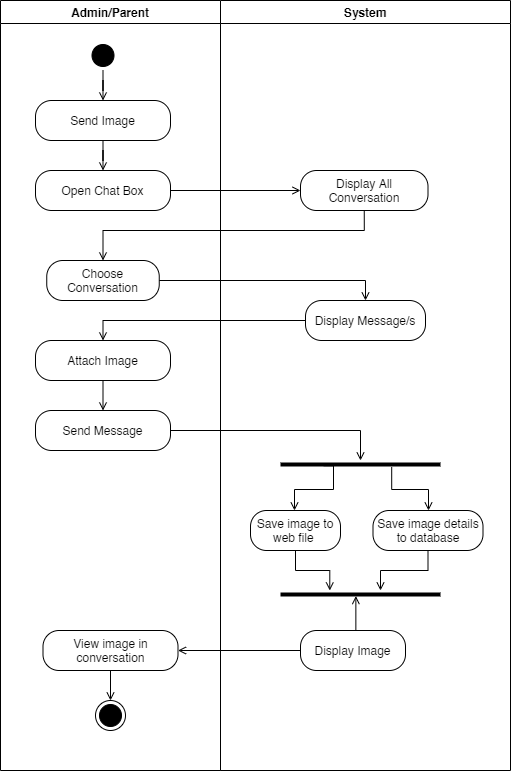 Admin/Parent
System
Send Image
Open Chat Box
Display All
Conversation
Choose
Conversation
Display Message/s
Attach Image
Send Message
Save image to
web file
Save image details
to database
View image in
conversation
Display Image